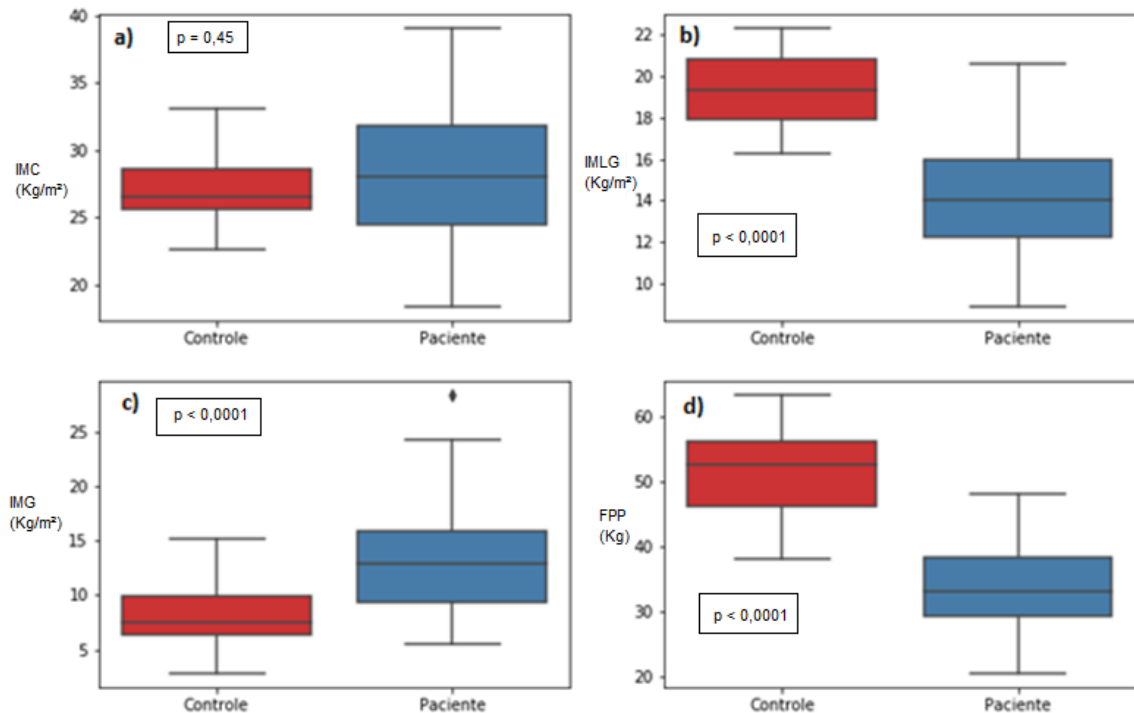 a)
p = 0,45
40
35
30
25
20
IMC
(Kg/m²)
Controle
Paciente
b)
22
20
18
16
14
12
10
IMLG
(Kg/m²)
p < 0,0001
Controle
Paciente
c)
p < 0,0001
25
20
15
10
5
IMG
(Kg/m²)
Controle
Paciente
d)
60
50
40
30
20
FPP
(Kg)
p < 0,0001
Controle
Paciente